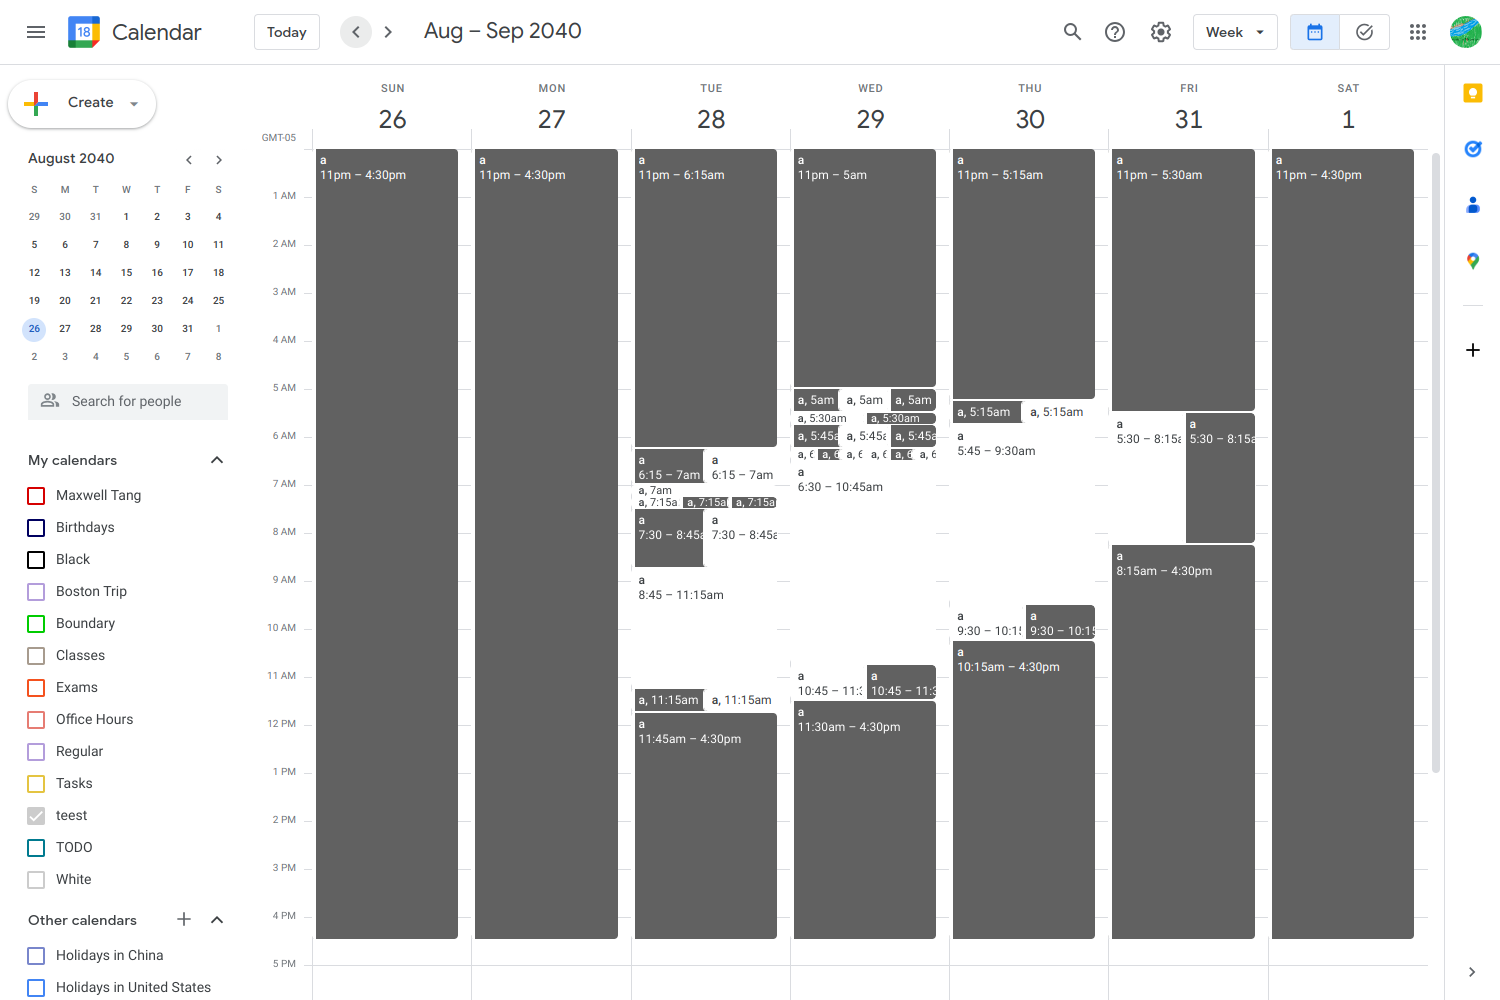 18 Calendar Today Aug – Sep 2040 Week
Create
August 2040
S M T W T F S
29 30 31 1 2 3 4
5 6 7 8 9 10 11
12 13 14 15 16 17 18
19 20 21 22 23 24 25
26 27 28 29 30 31 1
2 3 4 5 6 7 8
Search for people
My calendars
Maxwell Tang
Birthdays
Black
Boston Trip
Boundary
Classes
Exams
Office Hours
Regular
Tasks
teest
TODO
White
Other calendars
Holidays in China
Holidays in United States
SUN MON TUE WED THU FRI SAT
26 27 28 29 30 31 1
GMT-05
1 AM
2 AM
3 AM
4 AM
5 AM
6 AM
7 AM
8 AM
9 AM
10 AM
11 AM
12 PM
1 PM
2 PM
3 PM
4 PM
5 PM
a
11pm – 4:30pm
a
11pm – 4:30pm
a
11pm – 6:15am
a
6:15 – 7am
a
6:15 – 7am
a, 7am
a, 7:15a
a, 7:15a
a, 7:15a
a
7:30 – 8:45a
a
7:30 – 8:45a
a
8:45 – 11:15am
a, 11:15am
a, 11:15am
a
11:45am – 4:30pm
a
11pm – 5am
a, 5am
a, 5am
a, 5am
a, 5:30am
a, 5:30am
a, 5:45a
a, 5:45a
a, 5:45a
a, 6
a, 6
a, 6
a, 6
a, 6
a, 6
a
6:30 – 10:45am
a
10:45 – 11:3
a
10:45 – 11:3
a
11:30am – 4:30pm
a
11pm – 5:15am
a, 5:15am
a, 5:15am
a
5:45 – 9:30am
a
9:30 – 10:15
a
9:30 – 10:15
a
10:15am – 4:30pm
a
11pm – 5:30am
a
5:30 – 8:15a
a
5:30 – 8:15a
a
8:15am – 4:30pm
a
11pm – 4:30pm